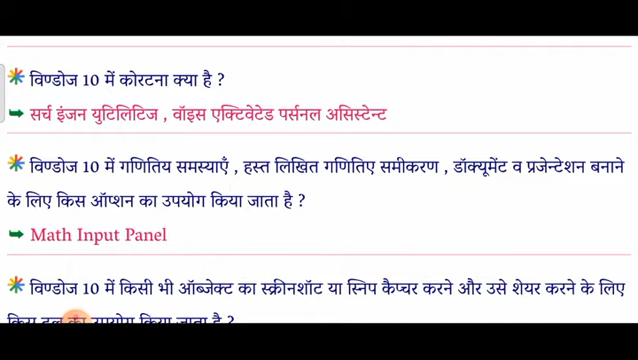 विण्डोज 10 में कोरटना क्या है ?
सर्च इंजन युटिलिटिज , वॉइस एक्टिवेटेड पर्सनल असिस्टेन्ट
विण्डोज 10 में गणितिय समस्याएँ , हस्त लिखित गणितिए समीकरण , डॉक्यूमेंट व प्रजेन्टेशन बनाने
के लिए किस ऑप्शन का उपयोग किया जाता है ?
Math Input Panel
विण्डोज 10 में किसी भी ऑब्जेक्ट का स्क्रीनशॉट या स्निप कैप्चर करने और उसे शेयर करने के लिए
किस टूल का उपयोग किया जाता है ?